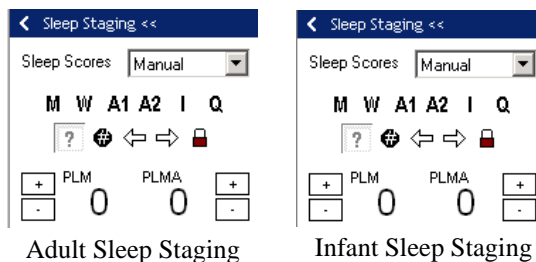 < Sleep Staging << < Sleep Staging <<
Sleep Scores Manual Sleep Scores Manual
M W A1 A2 I Q M W A1 A2 I Q
? # ? #
+ PLM PLMA + + PLM PLMA +
- 0 0 - - 0 0 -
Adult Sleep Staging Infant Sleep Staging